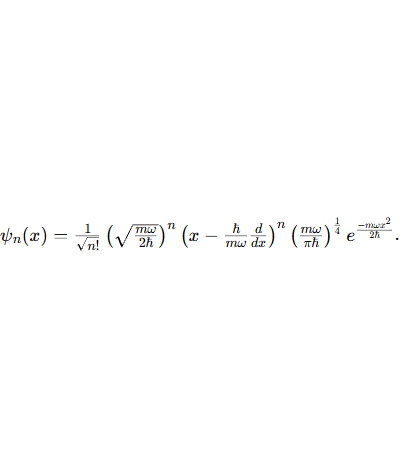 ψₙ(x) = \frac{1}{\sqrt{n!}} \left( \sqrt{\frac{mω}{2ħ}} \right)^n \left( x − \frac{ħ}{mω} \frac{d}{dx} \right)^n \left( \frac{mω}{πħ} \right)^{\frac{1}{4}} e^{\frac{−mωx^2}{2ħ}}.